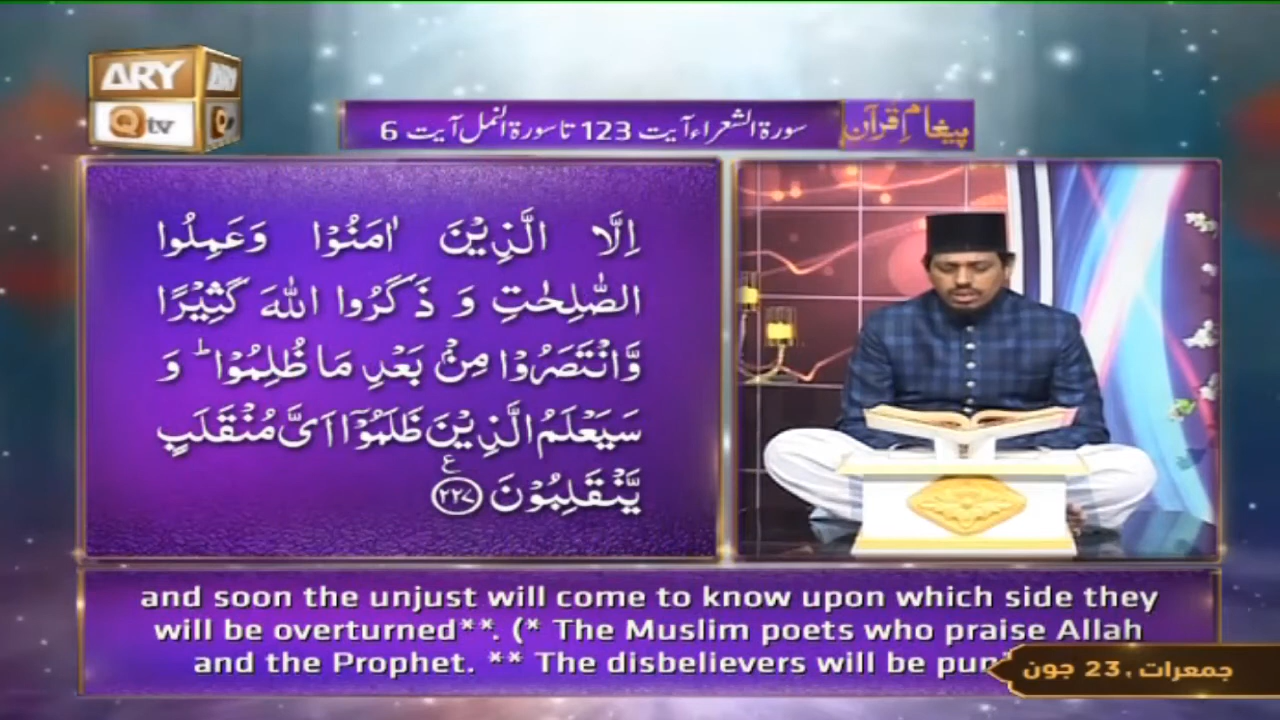 ARY
Q tv
سورۃ الشعراء آیت 123 تا سورۃ النمل آیت 6
پیغامِ قرآن
اِلَّا الَّذِیْنَ اٰمَنُوْا وَعَمِلُوا
الصّٰلِحٰتِ وَ ذَكَرُوا اللّٰهَ كَثِیْرًا
وَّانْتَصَرُوْا مِنْۢ بَعْدِ مَا ظُلِمُوْاؕ وَ
سَیَعْلَمُ الَّذِیْنَ ظَلَمُوْۤا اَیَّ مُنْقَلَبٍ
یَّنْقَلِبُوْنَ ﴿۲۲۷﴾ع
and soon the unjust will come to know upon which side they
will be overturned**. (* The Muslim poets who praise Allah
and the Prophet. ** The disbelievers will be pun
جمعرات، 23 جون